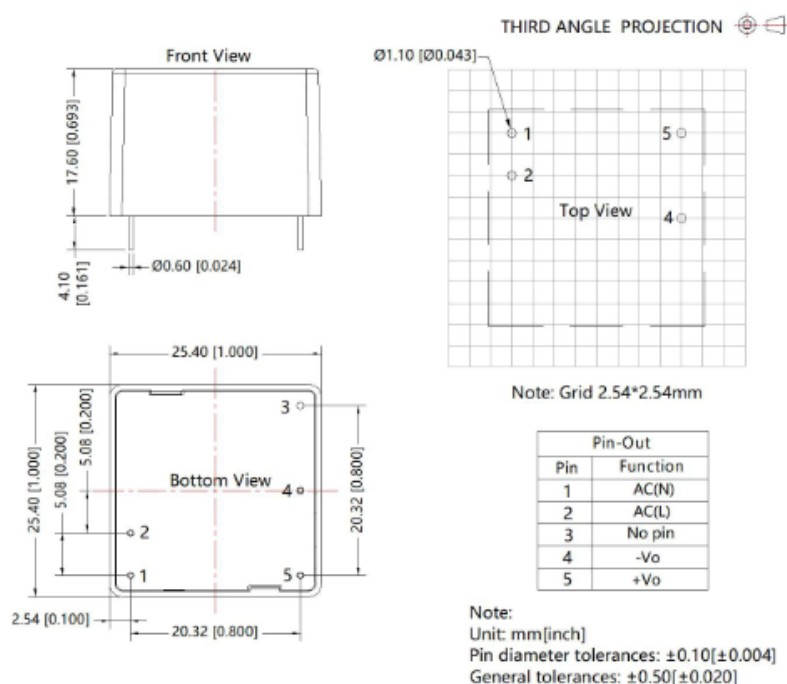 THIRD ANGLE PROJECTION
Front View
Ø1.10 [Ø0.043]
17.60 [0.693]
4.10
[0.161]
Ø0.60 [0.024]
1
5
2
Top View
4
Note: Grid 2.54*2.54mm
25.40 [1.000]
25.40 [1.000]
5.08 [0.200]
5.08 [0.200]
3
Bottom View
4
2
1
5
20.32 [0.800]
2.54 [0.100]
20.32 [0.800]
Pin-Out
Pin Function
1 AC(N)
2 AC(L)
3 No pin
4 -Vo
5 +Vo
Note:
Unit: mm[inch]
Pin diameter tolerances: ±0.10[±0.004]
General tolerances: ±0.50[±0.020]